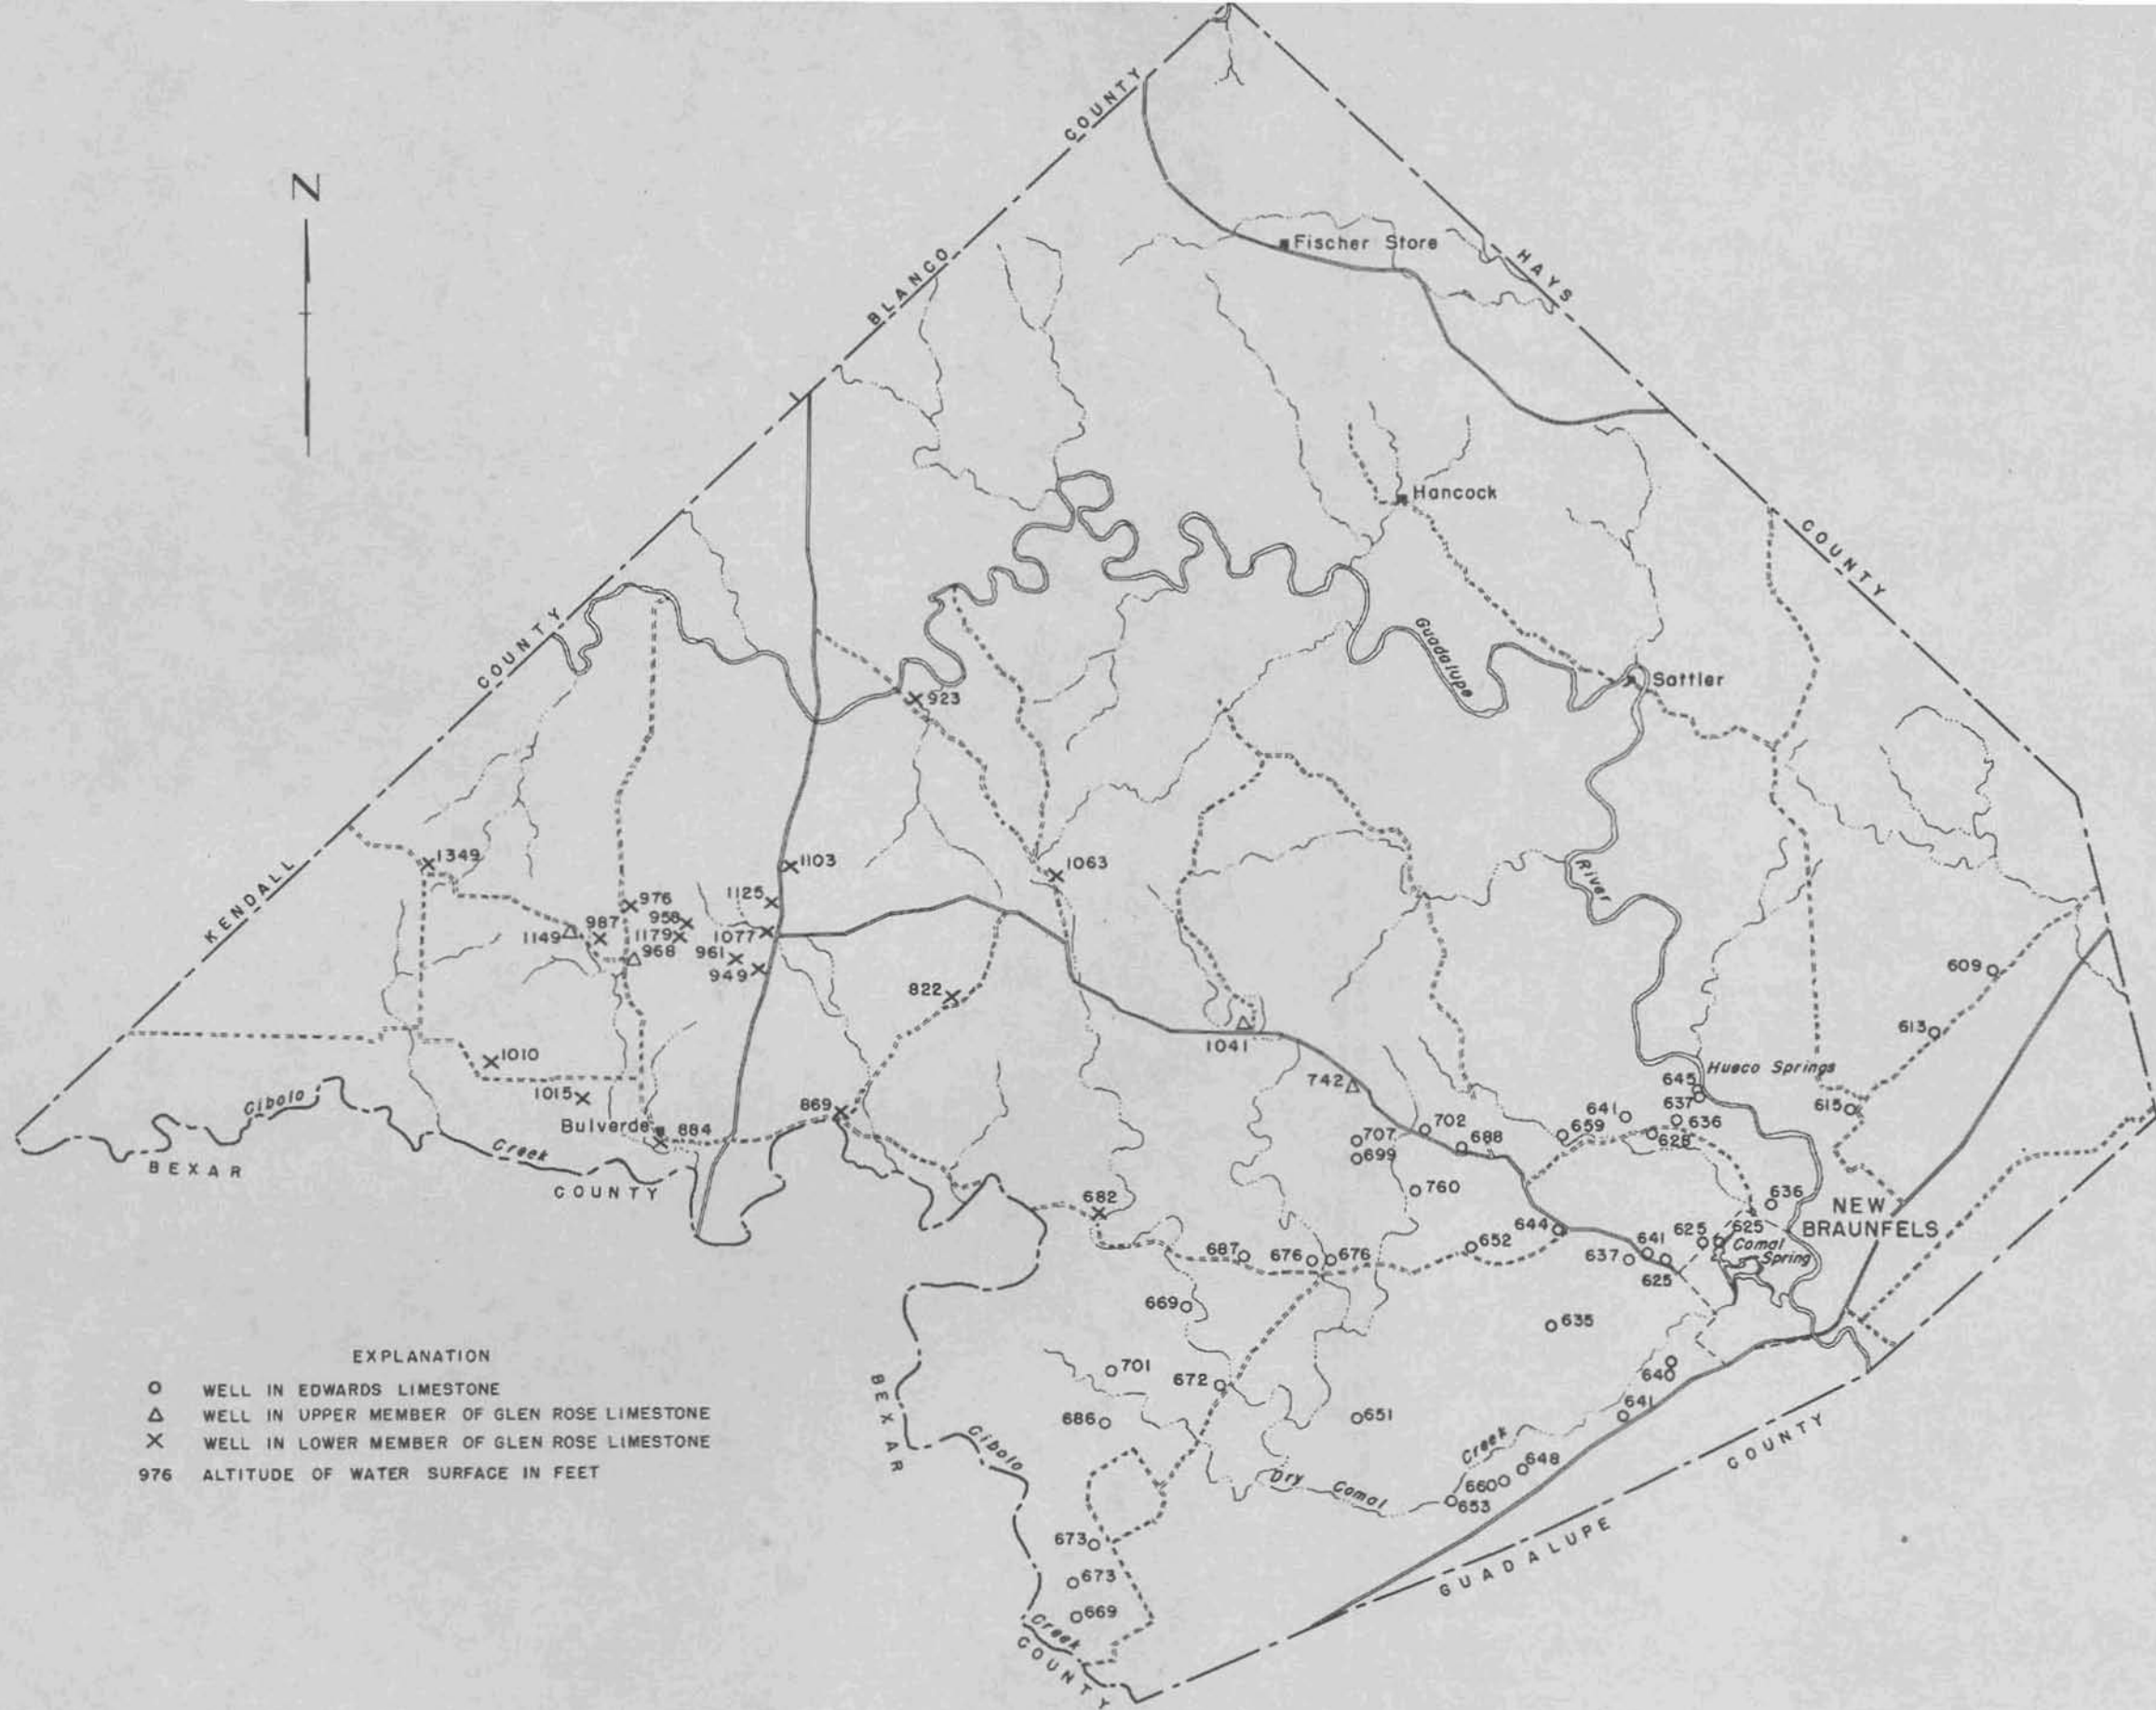 COUNTY
BLANCO
N
Fischer Store
HAYS
Hancock
COUNTY
COUNTY
Guadalupe
Sattler
923
KENDALL
1349
1103
1063
River
1125
976
958
987
1149
1179
1077
968
961
949
609
822
613
1041
1010
Hueco Springs
742
645
1015
637
615
Cibolo
869
641
636
702
Bulverde
884
659
628
707
688
699
Creek
BEXAR
760
COUNTY
682
636
NEW
BRAUNFELS
644
625
625
652
641
Comal
Spring
687
676
676
637
625
669
635
EXPLANATION
701
640
672
WELL IN EDWARDS LIMESTONE
WELL IN UPPER MEMBER OF GLEN ROSE LIMESTONE
WELL IN LOWER MEMBER OF GLEN ROSE LIMESTONE
976 ALTITUDE OF WATER SURFACE IN FEET
BEXAR
686
651
641
Cibolo
Creek
COUNTY
648
Dry Comal
660
653
GUADALUPE
673
673
669
Creek
COUNTY